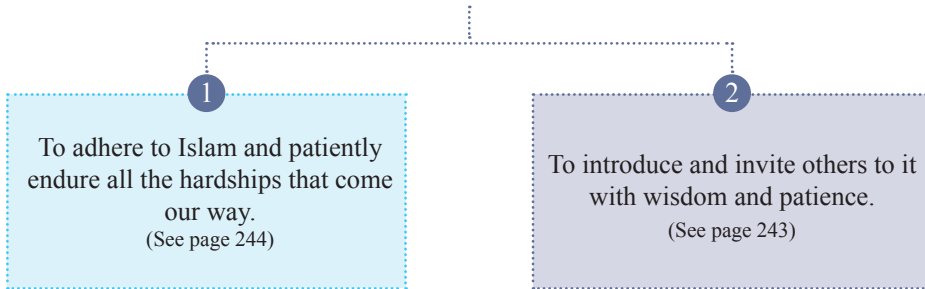 1
To adhere to Islam and patiently
endure all the hardships that come
our way.
(See page 244)
2
To introduce and invite others to it
with wisdom and patience.
(See page 243)